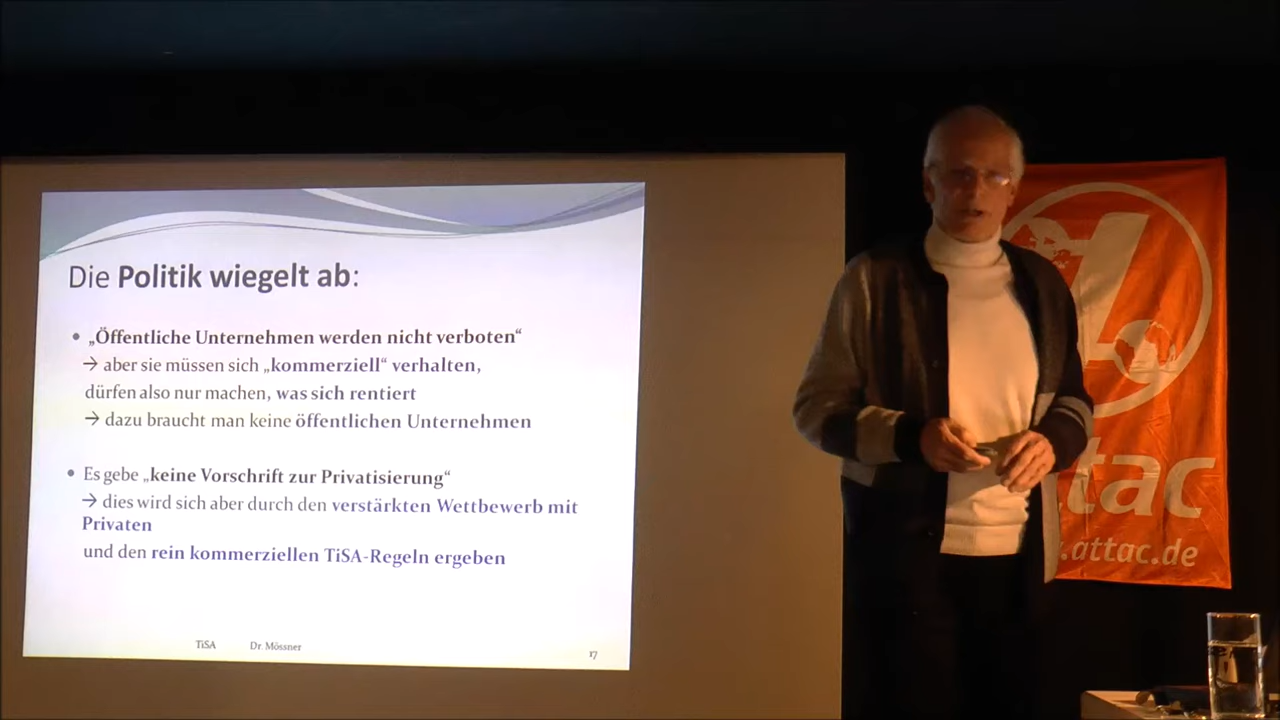 Die Politik wiegelt ab:
• „Öffentliche Unternehmen werden nicht verboten“
→ aber sie müssen sich „kommerziell“ verhalten,
dürfen also nur machen, was sich rentiert
→ dazu braucht man keine öffentlichen Unternehmen
• Es gebe „keine Vorschrift zur Privatisierung“
→ dies wird sich aber durch den verstärkten Wettbewerb mit
Privaten
und den rein kommerziellen TiSA-Regeln ergeben
TiSA Dr. Mössner 17
ttac
.attac.de